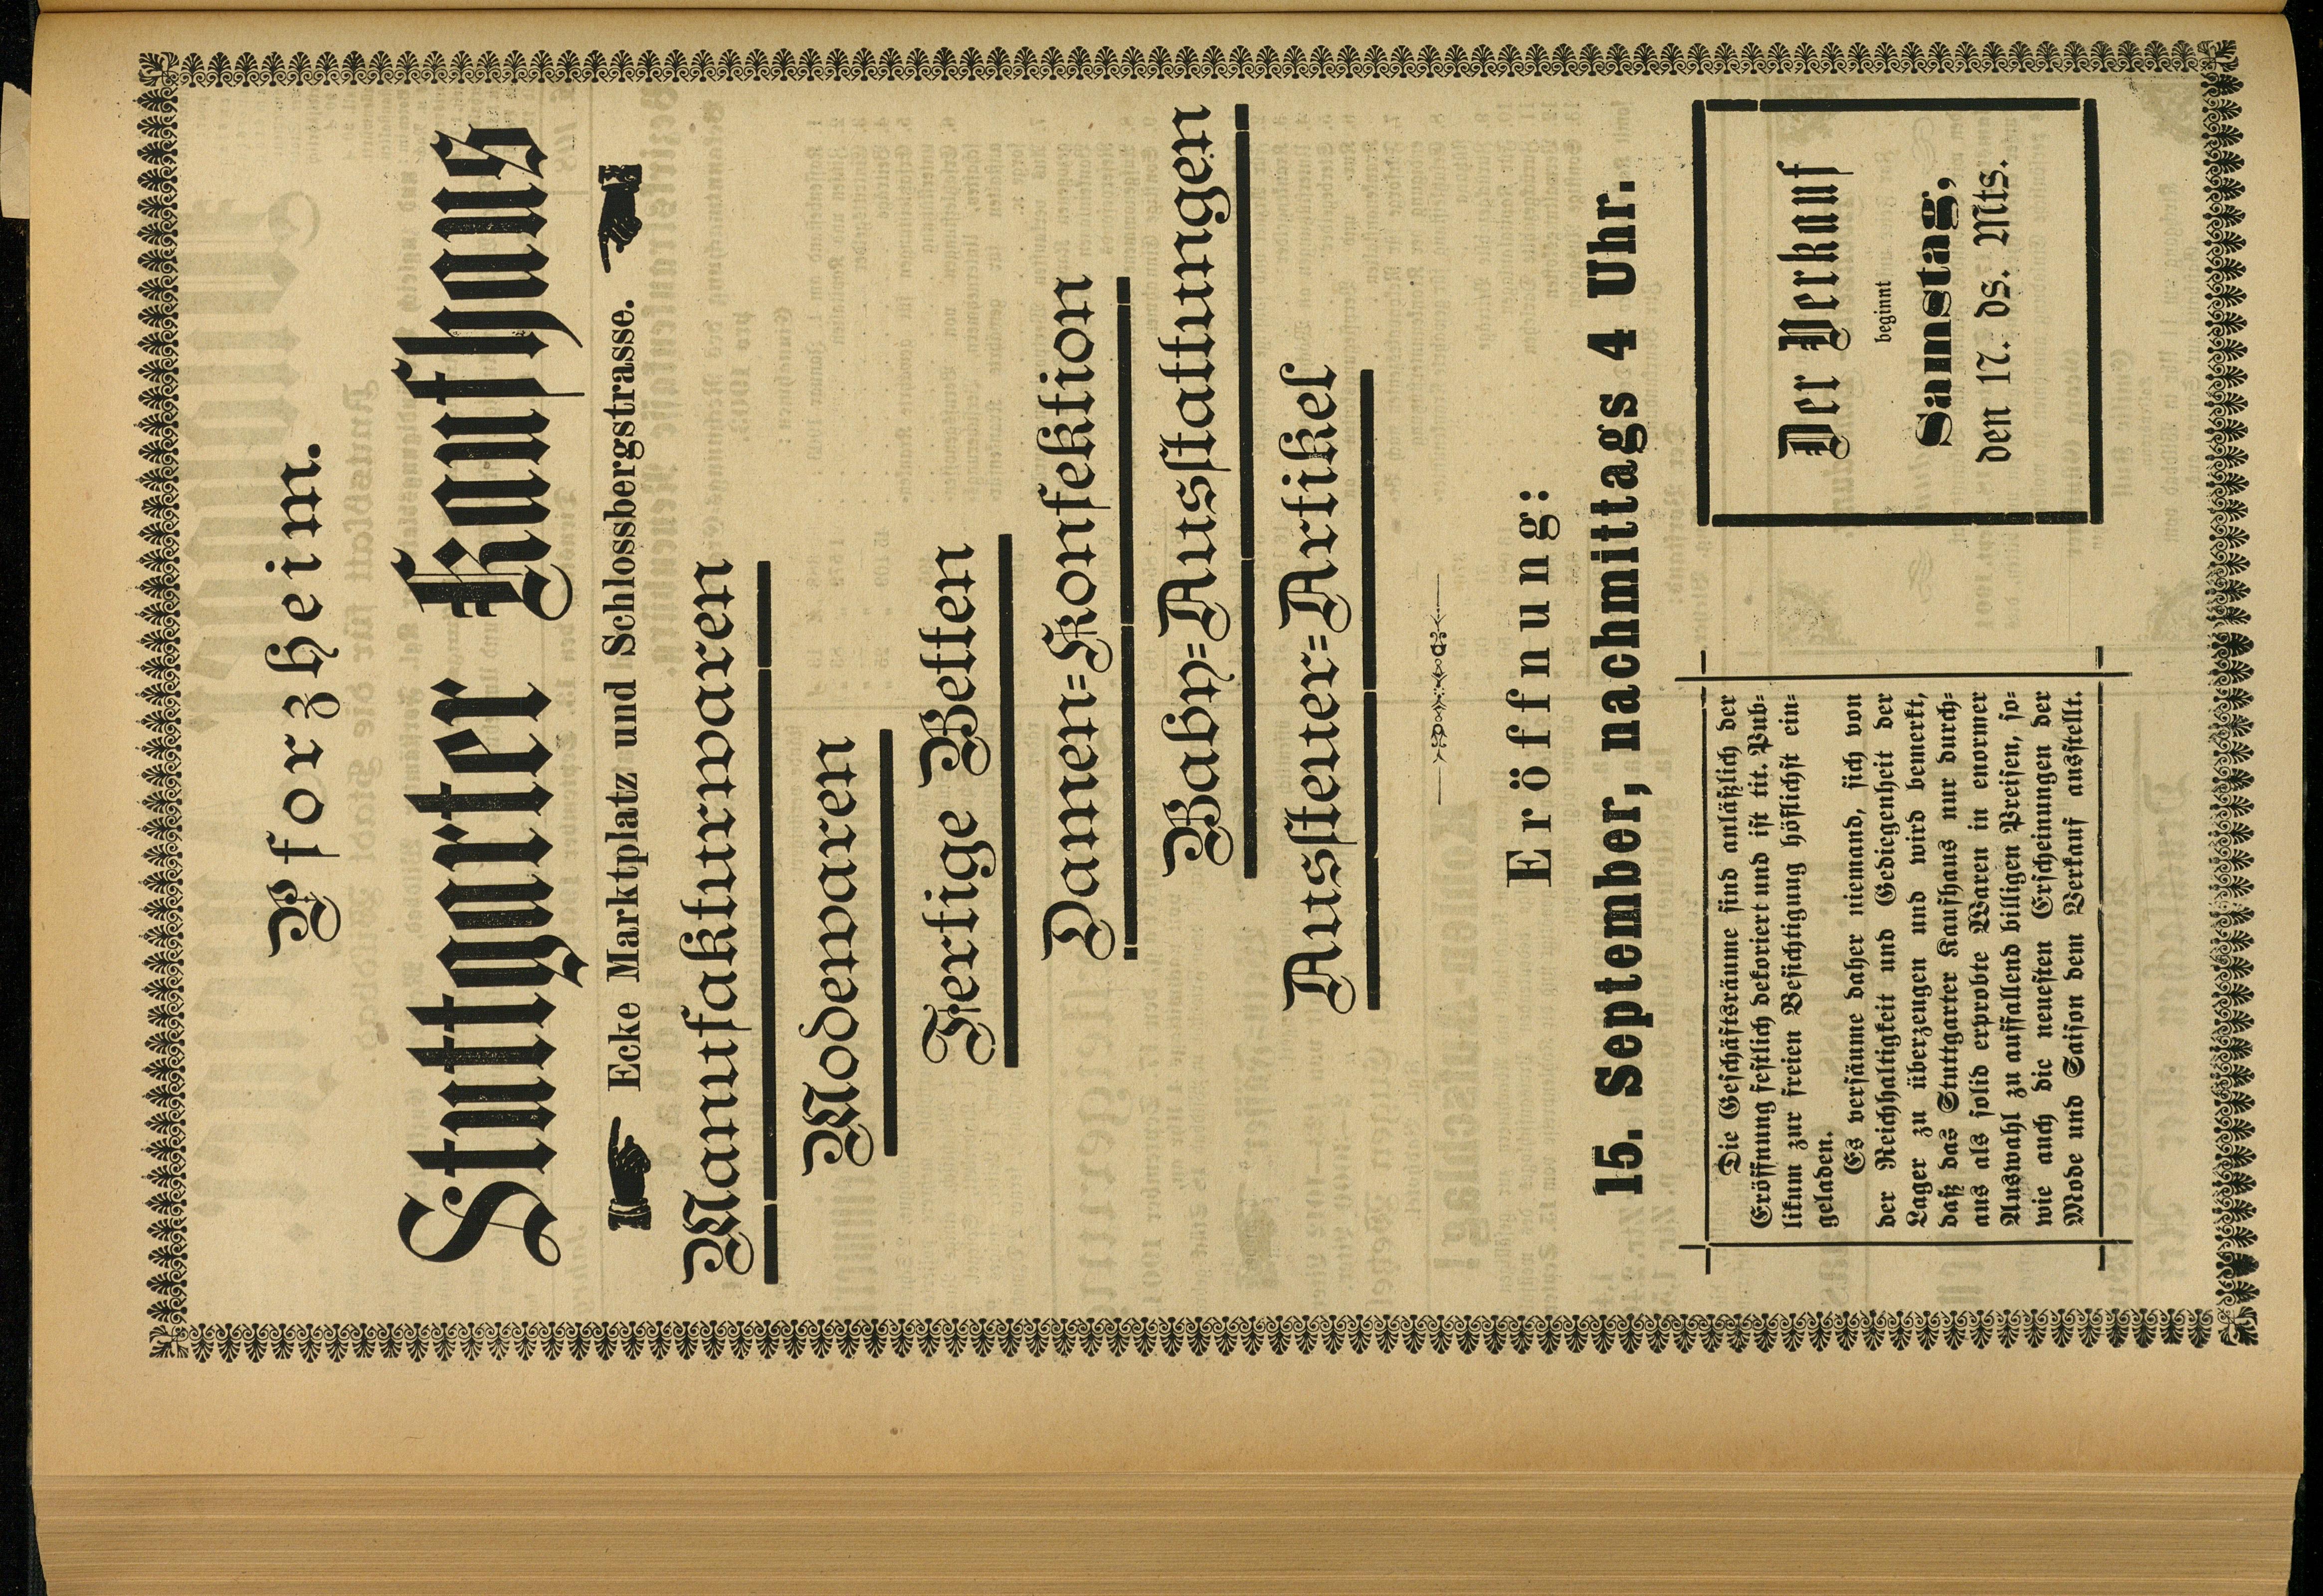 Pforzheim.
Stuttgarter Kaufhaus
Ecke Marktplatz und Schlossbergstrasse.
Manufakturwaren
Modewaren
Fertige Betten
Damen=Konfektion
Baby=Ausstattungen
Aussteuer=Artikel
Eröffnung:
15. September, nachmittags 4 Uhr.
Die Geschäftsräume sind anläßlich der
Eröffnung festlich dekoriert und ist tit. Pub=
likum zur freien Besichtigung höflichst ein=
geladen.
Es versäume daher niemand, sich von
der Reichhaltigkeit und Gediegenheit der
Lager zu überzeugen und wird bemerkt,
daß das Stuttgarter Kaufhaus nur durch=
aus als solid erprobte Waren in enormer
Auswahl zu auffallend billigen Preisen, so=
wie auch die neuesten Erscheinungen der
Mode und Saison dem Verkauf ausstellt.
Der Verkauf
beginnt
Samstag,
den 17. ds. Mts.